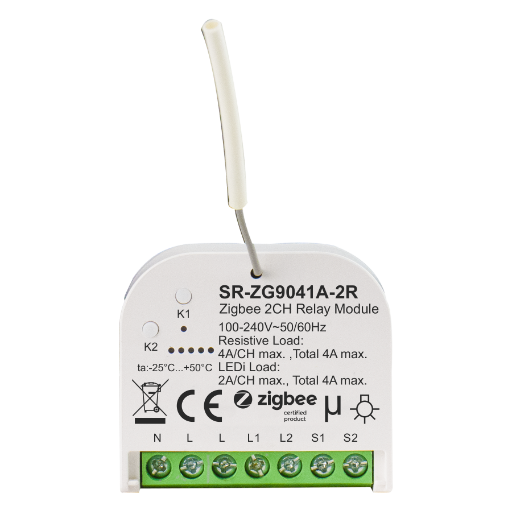 SR-ZG9041A-2R
Zigbee 2CH Relay Module
K1
100-240V~50/60Hz
K2
Resistive Load:
4A/CH max. ,Total 4A max.
LEDi Load:
ta:-25°C...+50°C
2A/CH max., Total 4A max.
CE zigbee certified product µ
N L L L1 L2 S1 S2